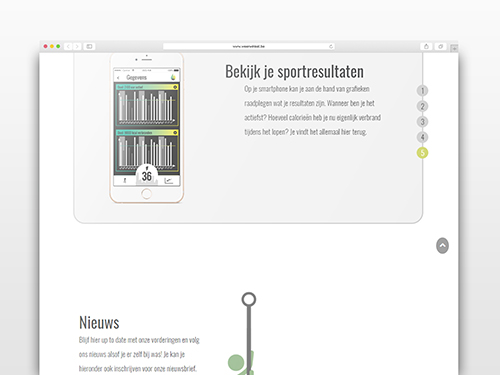 Gegevens
36
Bekijk je sportresultaten
Op je smartphone kan je aan de hand van grafieken
raadplegen wat je resultaten zijn. Wanneer ben je het
actiefst? Hoeveel calorieën heb je nu eigenlijk verbrand
tijdens het lopen? Je vindt het allemaal hier terug.
1
2
3
4
5
Nieuws
Blijf hier up to date met onze vorderingen en volg
ons nieuws alsof je er zelf bij was! Je kan je
hieronder ook inschrijven voor onze nieuwsbrief.